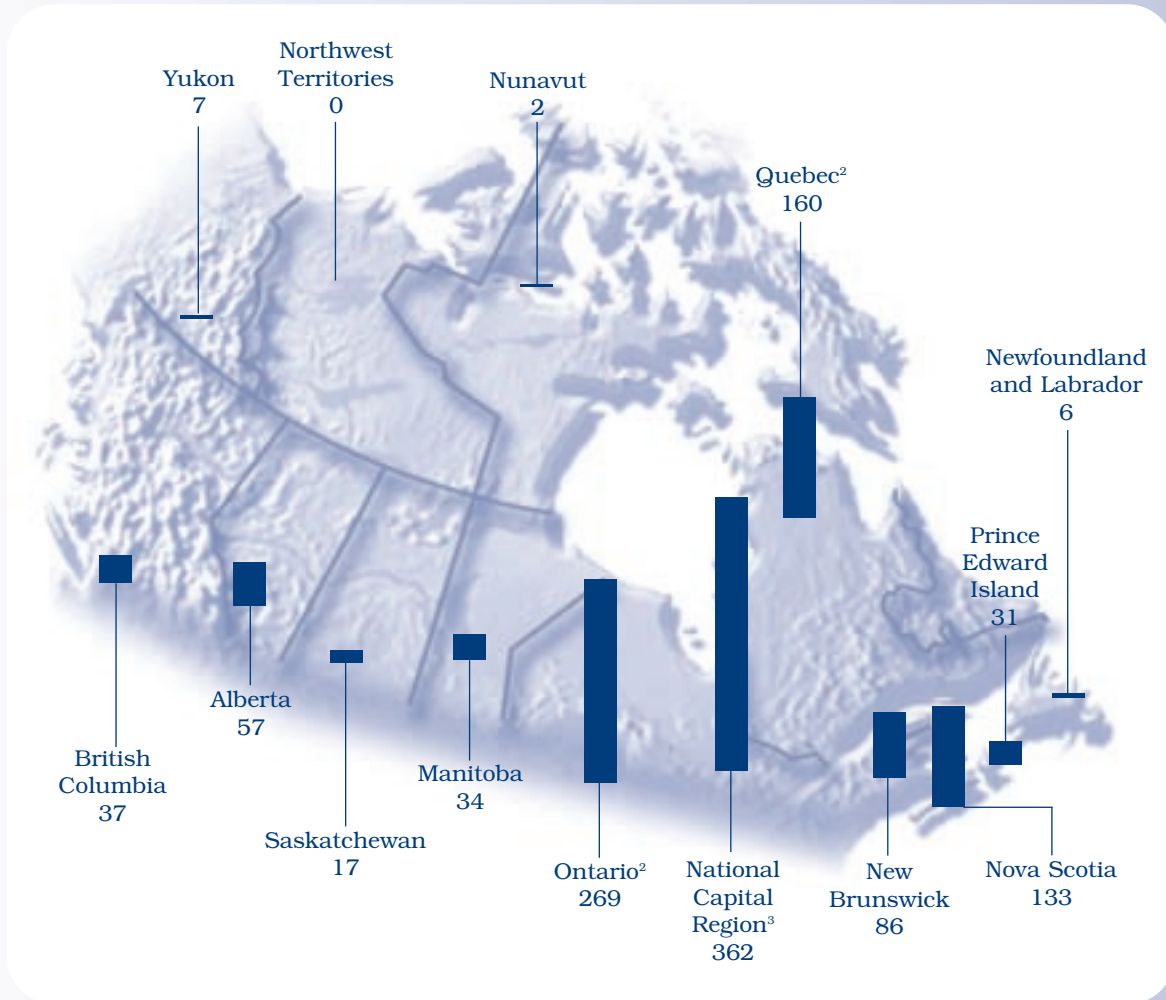 Yukon
7
Northwest
Territories
0
Nunavut
2
Quebec²
160
Newfoundland
and Labrador
6
Prince
Edward
Island
31
British
Columbia
37
Alberta
57
Saskatchewan
17
Manitoba
34
Ontario²
269
National
Capital
Region³
362
New
Brunswick
86
Nova Scotia
133